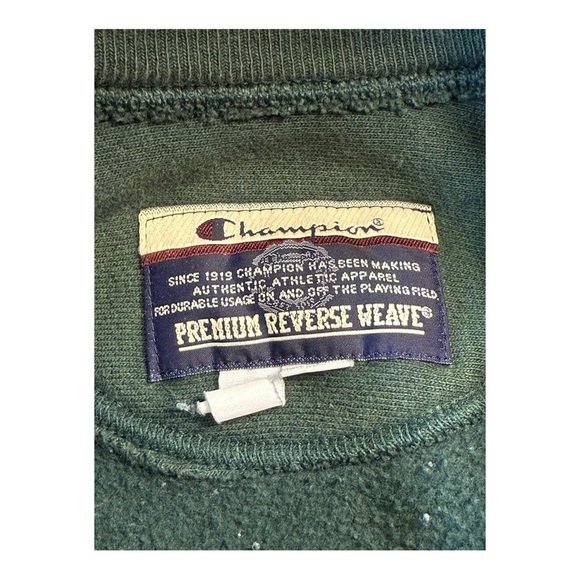 Champion®
SINCE 1919 CHAMPION HAS BEEN MAKING
AUTHENTIC ATHLETIC APPAREL
FOR DURABLE USAGE ON AND OFF THE PLAYING FIELD.
PREMIUM REVERSE WEAVE®